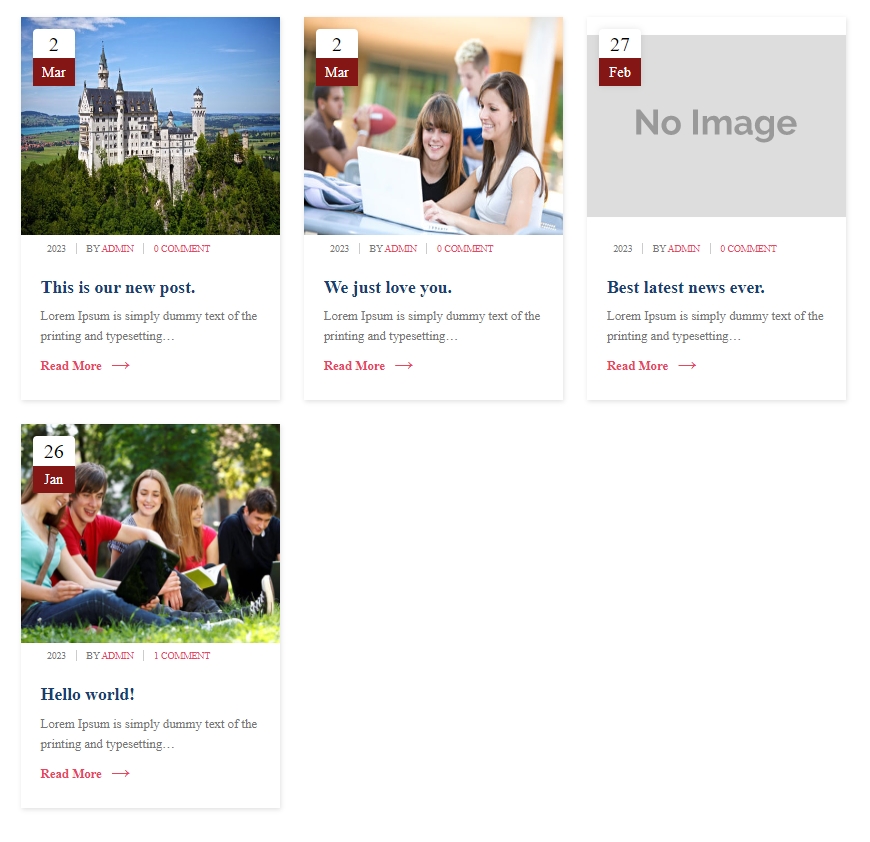 2
Mar
2023 BY ADMIN 0 COMMENT
This is our new post.
Lorem Ipsum is simply dummy text of the
printing and typesetting…
Read More ⟶
2
Mar
2023 BY ADMIN 0 COMMENT
We just love you.
Lorem Ipsum is simply dummy text of the
printing and typesetting…
Read More ⟶
27
Feb
No Image
2023 BY ADMIN 0 COMMENT
Best latest news ever.
Lorem Ipsum is simply dummy text of the
printing and typesetting…
Read More ⟶
26
Jan
2023 BY ADMIN 1 COMMENT
Hello world!
Lorem Ipsum is simply dummy text of the
printing and typesetting…
Read More ⟶